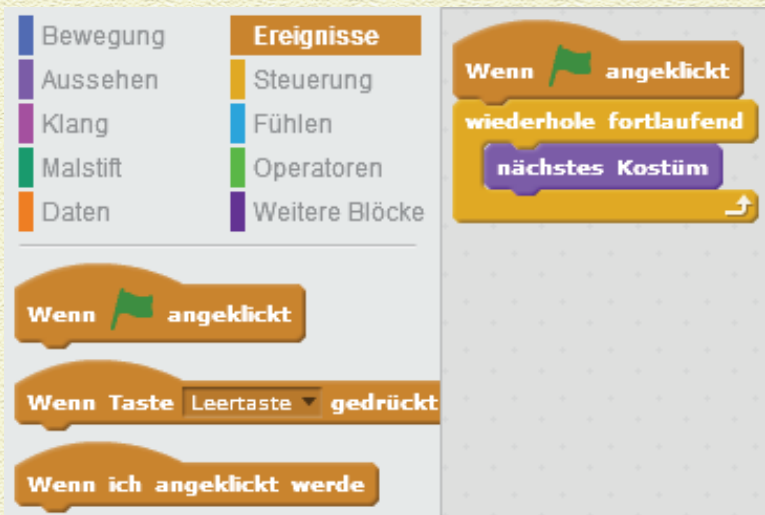 Bewegung
Ereignisse
Aussehen
Steuerung
Klang
Fühlen
Malstift
Operatoren
Daten
Weitere Blöcke
Wenn angeklickt
Wenn Taste Leertaste gedrückt
Wenn ich angeklickt werde
Wenn angeklickt
wiederhole fortlaufend
nächstes Kostüm